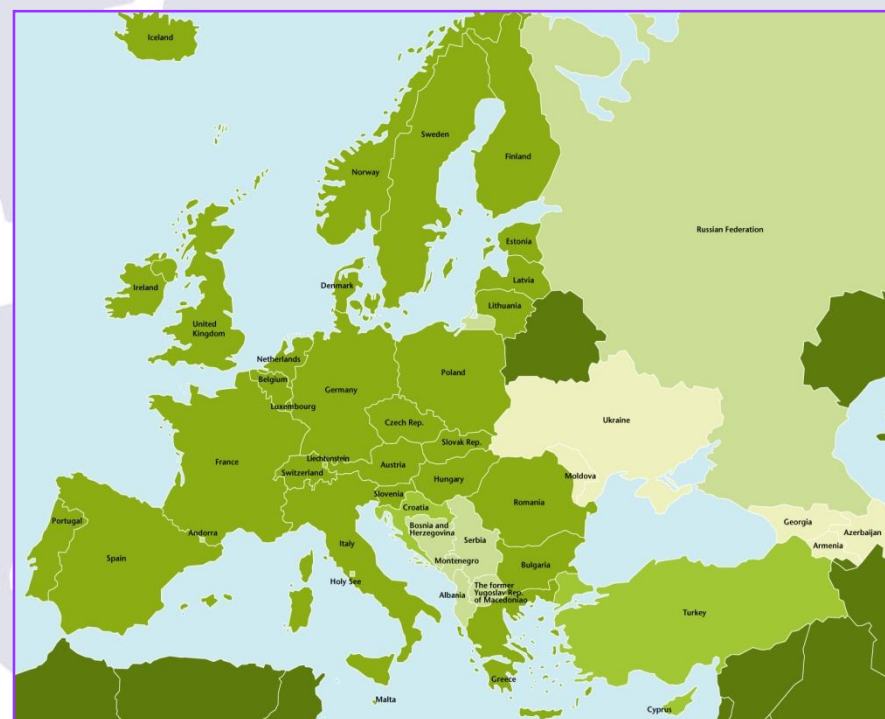 Iceland
Sweden
Finland
Norway
Russian Federation
Estonia
Latvia
Denmark
Ireland
Lithuania
United
Kingdom
Netherlands
Poland
Belgium
Germany
Luxembourg
Ukraine
Czech Rep.
Slovak Rep.
France
Liechtenstein
Austria
Switzerland
Moldova
Hungary
Slovenia
Romania
Croatia
Portugal
Bosnia and
Herzegovina
Georgia
Andorra
Serbia
Azerbaijan
Italy
Armenia
Spain
Montenegro
Bulgaria
Holy See
The former
Yugoslav Rep.
of Macedoniao
Albania
Turkey
Greece
Malta
Cyprus